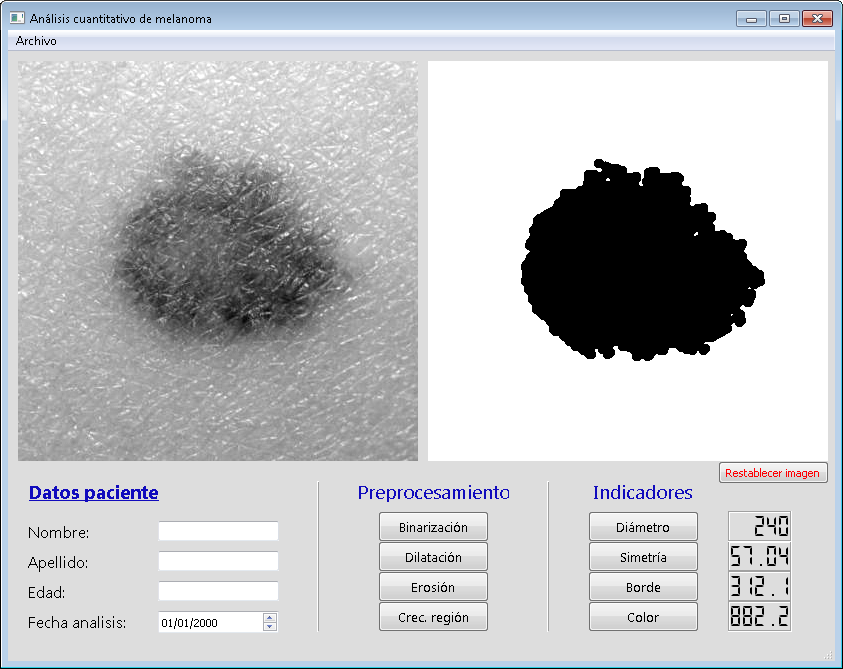 Análisis cuantitativo de melanoma
Archivo
Restablecer imagen
Datos paciente
Nombre:
Apellido:
Edad:
Fecha analisis: 01/01/2000
Preprocesamiento
Binarización
Dilatación
Erosión
Crec. región
Indicadores
Diámetro 240
Simetría 57.04
Borde 312.1
Color 882.2